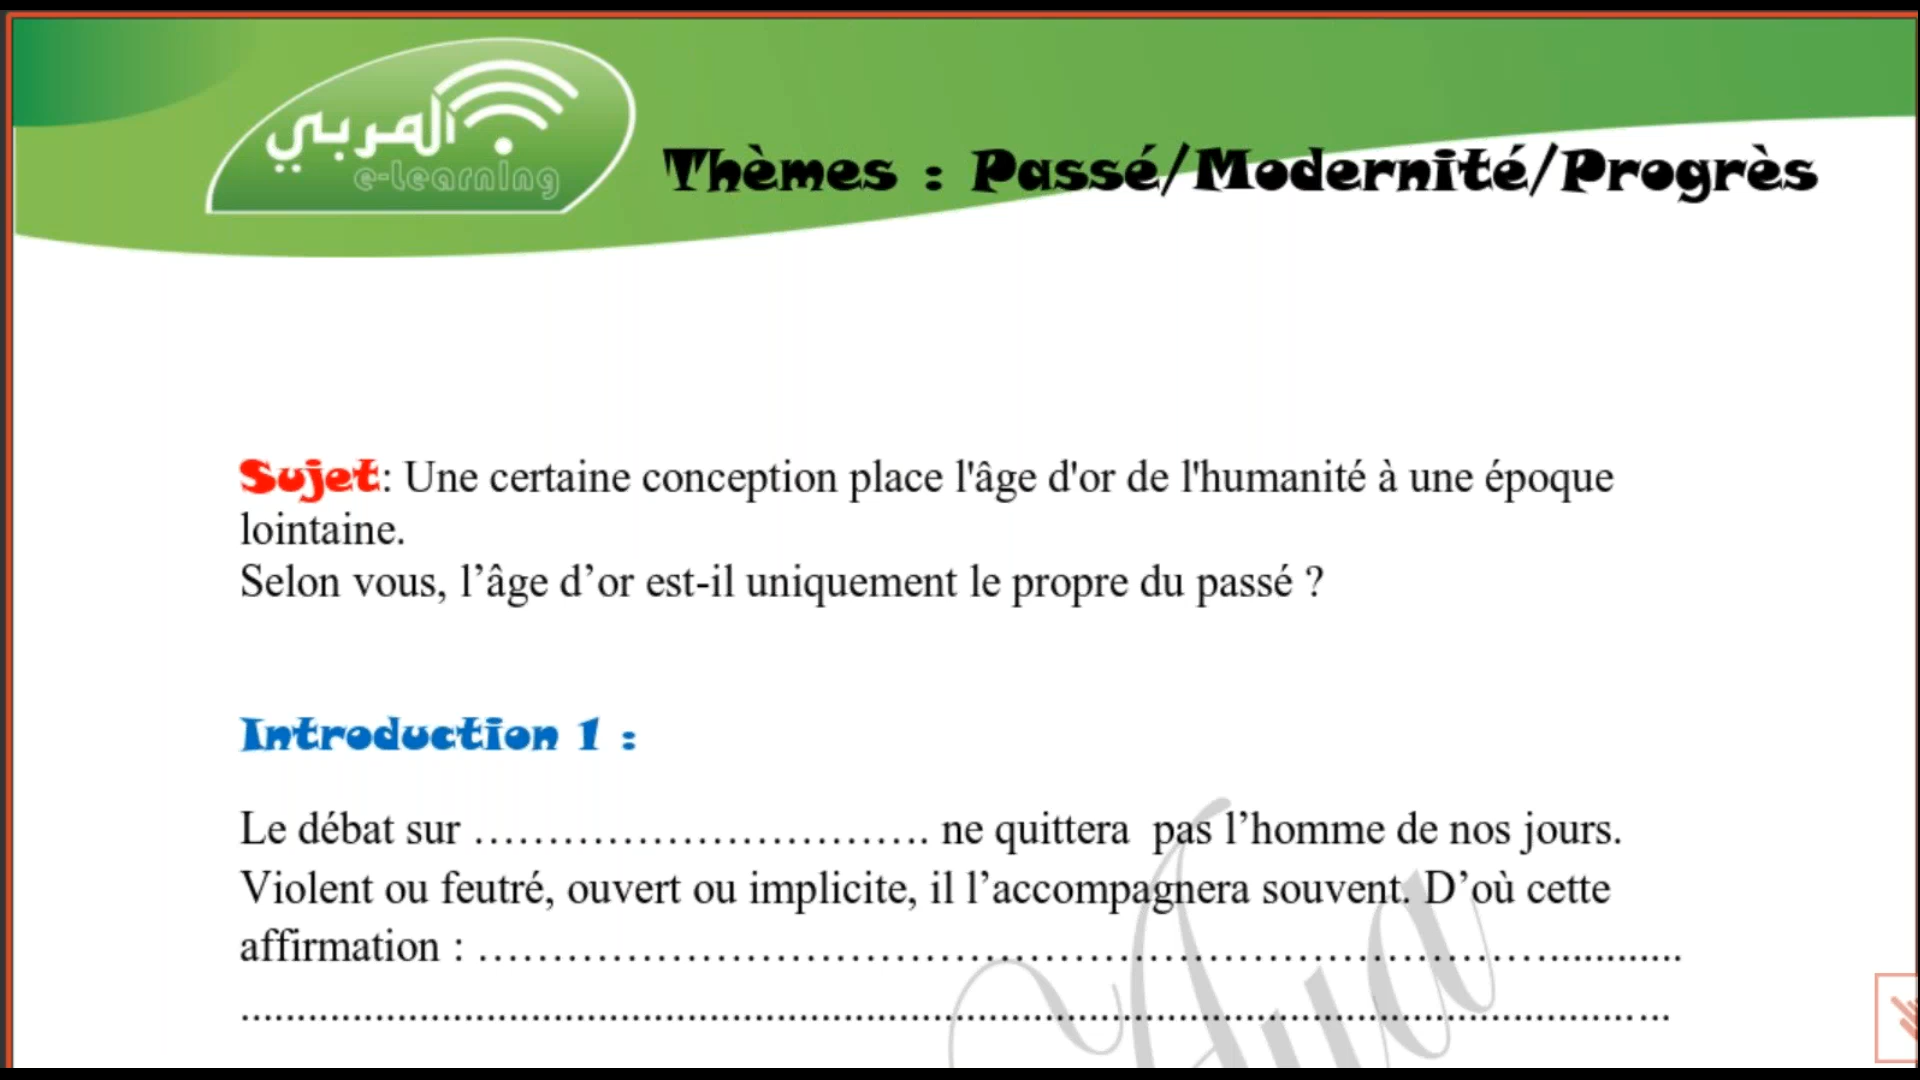 المربي
e-learning
Thèmes : Passé/Modernité/Progrès
Sujet: Une certaine conception place l'âge d'or de l'humanité à une époque
lointaine.
Selon vous, l’âge d’or est-il uniquement le propre du passé ?
Introduction 1 :
Le débat sur …………………………. ne quittera  pas l’homme de nos jours.
Violent ou feutré, ouvert ou implicite, il l’accompagnera souvent. D’où cette
affirmation : ………………………………………………………………............
..................................................................................................................................